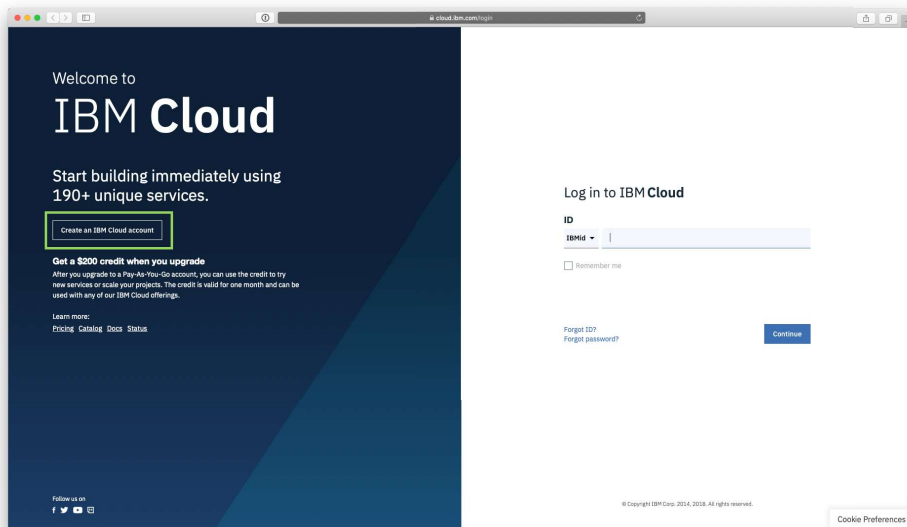 cloud.ibm.com/login
Welcome to
IBM Cloud
Start building immediately using
190+ unique services.
Create an IBM Cloud account
Get a $200 credit when you upgrade
After you upgrade to a Pay-As-You-Go account, you can use the credit to try
new services or scale your projects. The credit is valid for one month and can be
used with any of our IBM Cloud offerings.
Learn more:
Pricing Catalog Docs Status
Follow us on
Log in to IBM Cloud
ID
IBMid
Remember me
Forgot ID?
Forgot password?
Continue
© Copyright IBM Corp. 2014, 2018. All rights reserved.
Cookie Preferences